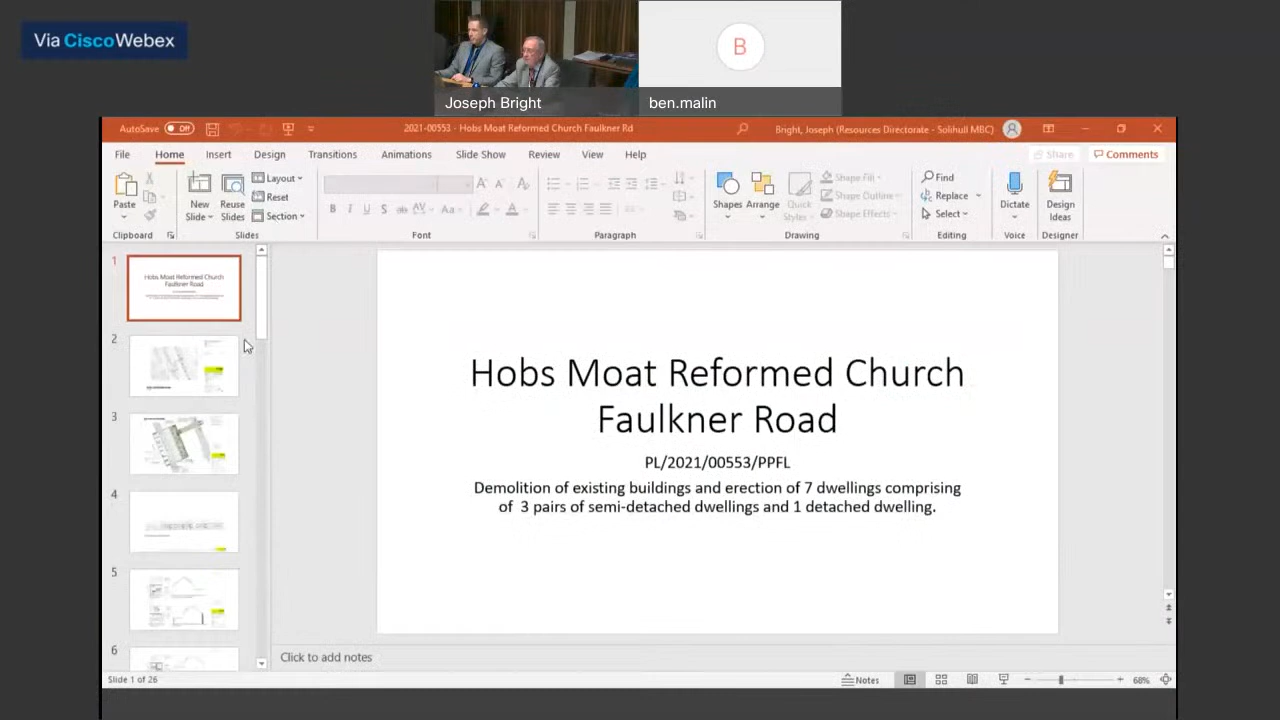 Via Cisco Webex
Joseph Bright
ben.malin
AutoSave Off
2021-00553 - Hobs Moat Reformed Church Faulkner Rd
Bright, Joseph (Resources Directorate - Solihull MBC)
File Home Insert Design Transitions Animations Slide Show Review View Help
Share Comments
Paste
New Slide
Reuse Slides
Layout
Reset
Section
B I U S ab AV Aa A
Shapes
Arrange
Quick Styles
Shape Fill
Shape Outline
Shape Effects
Find
Replace
Select
Dictate
Design Ideas
Clipboard Slides Font Paragraph Drawing Editing Voice Designer
1
Hobs Moat Reformed Church
Faulkner Road
2
3
4
5
6
Hobs Moat Reformed Church
Faulkner Road
PL/2021/00553/PPFL
Demolition of existing buildings and erection of 7 dwellings comprising
of 3 pairs of semi-detached dwellings and 1 detached dwelling.
Click to add notes
Slide 1 of 26
Notes
68%